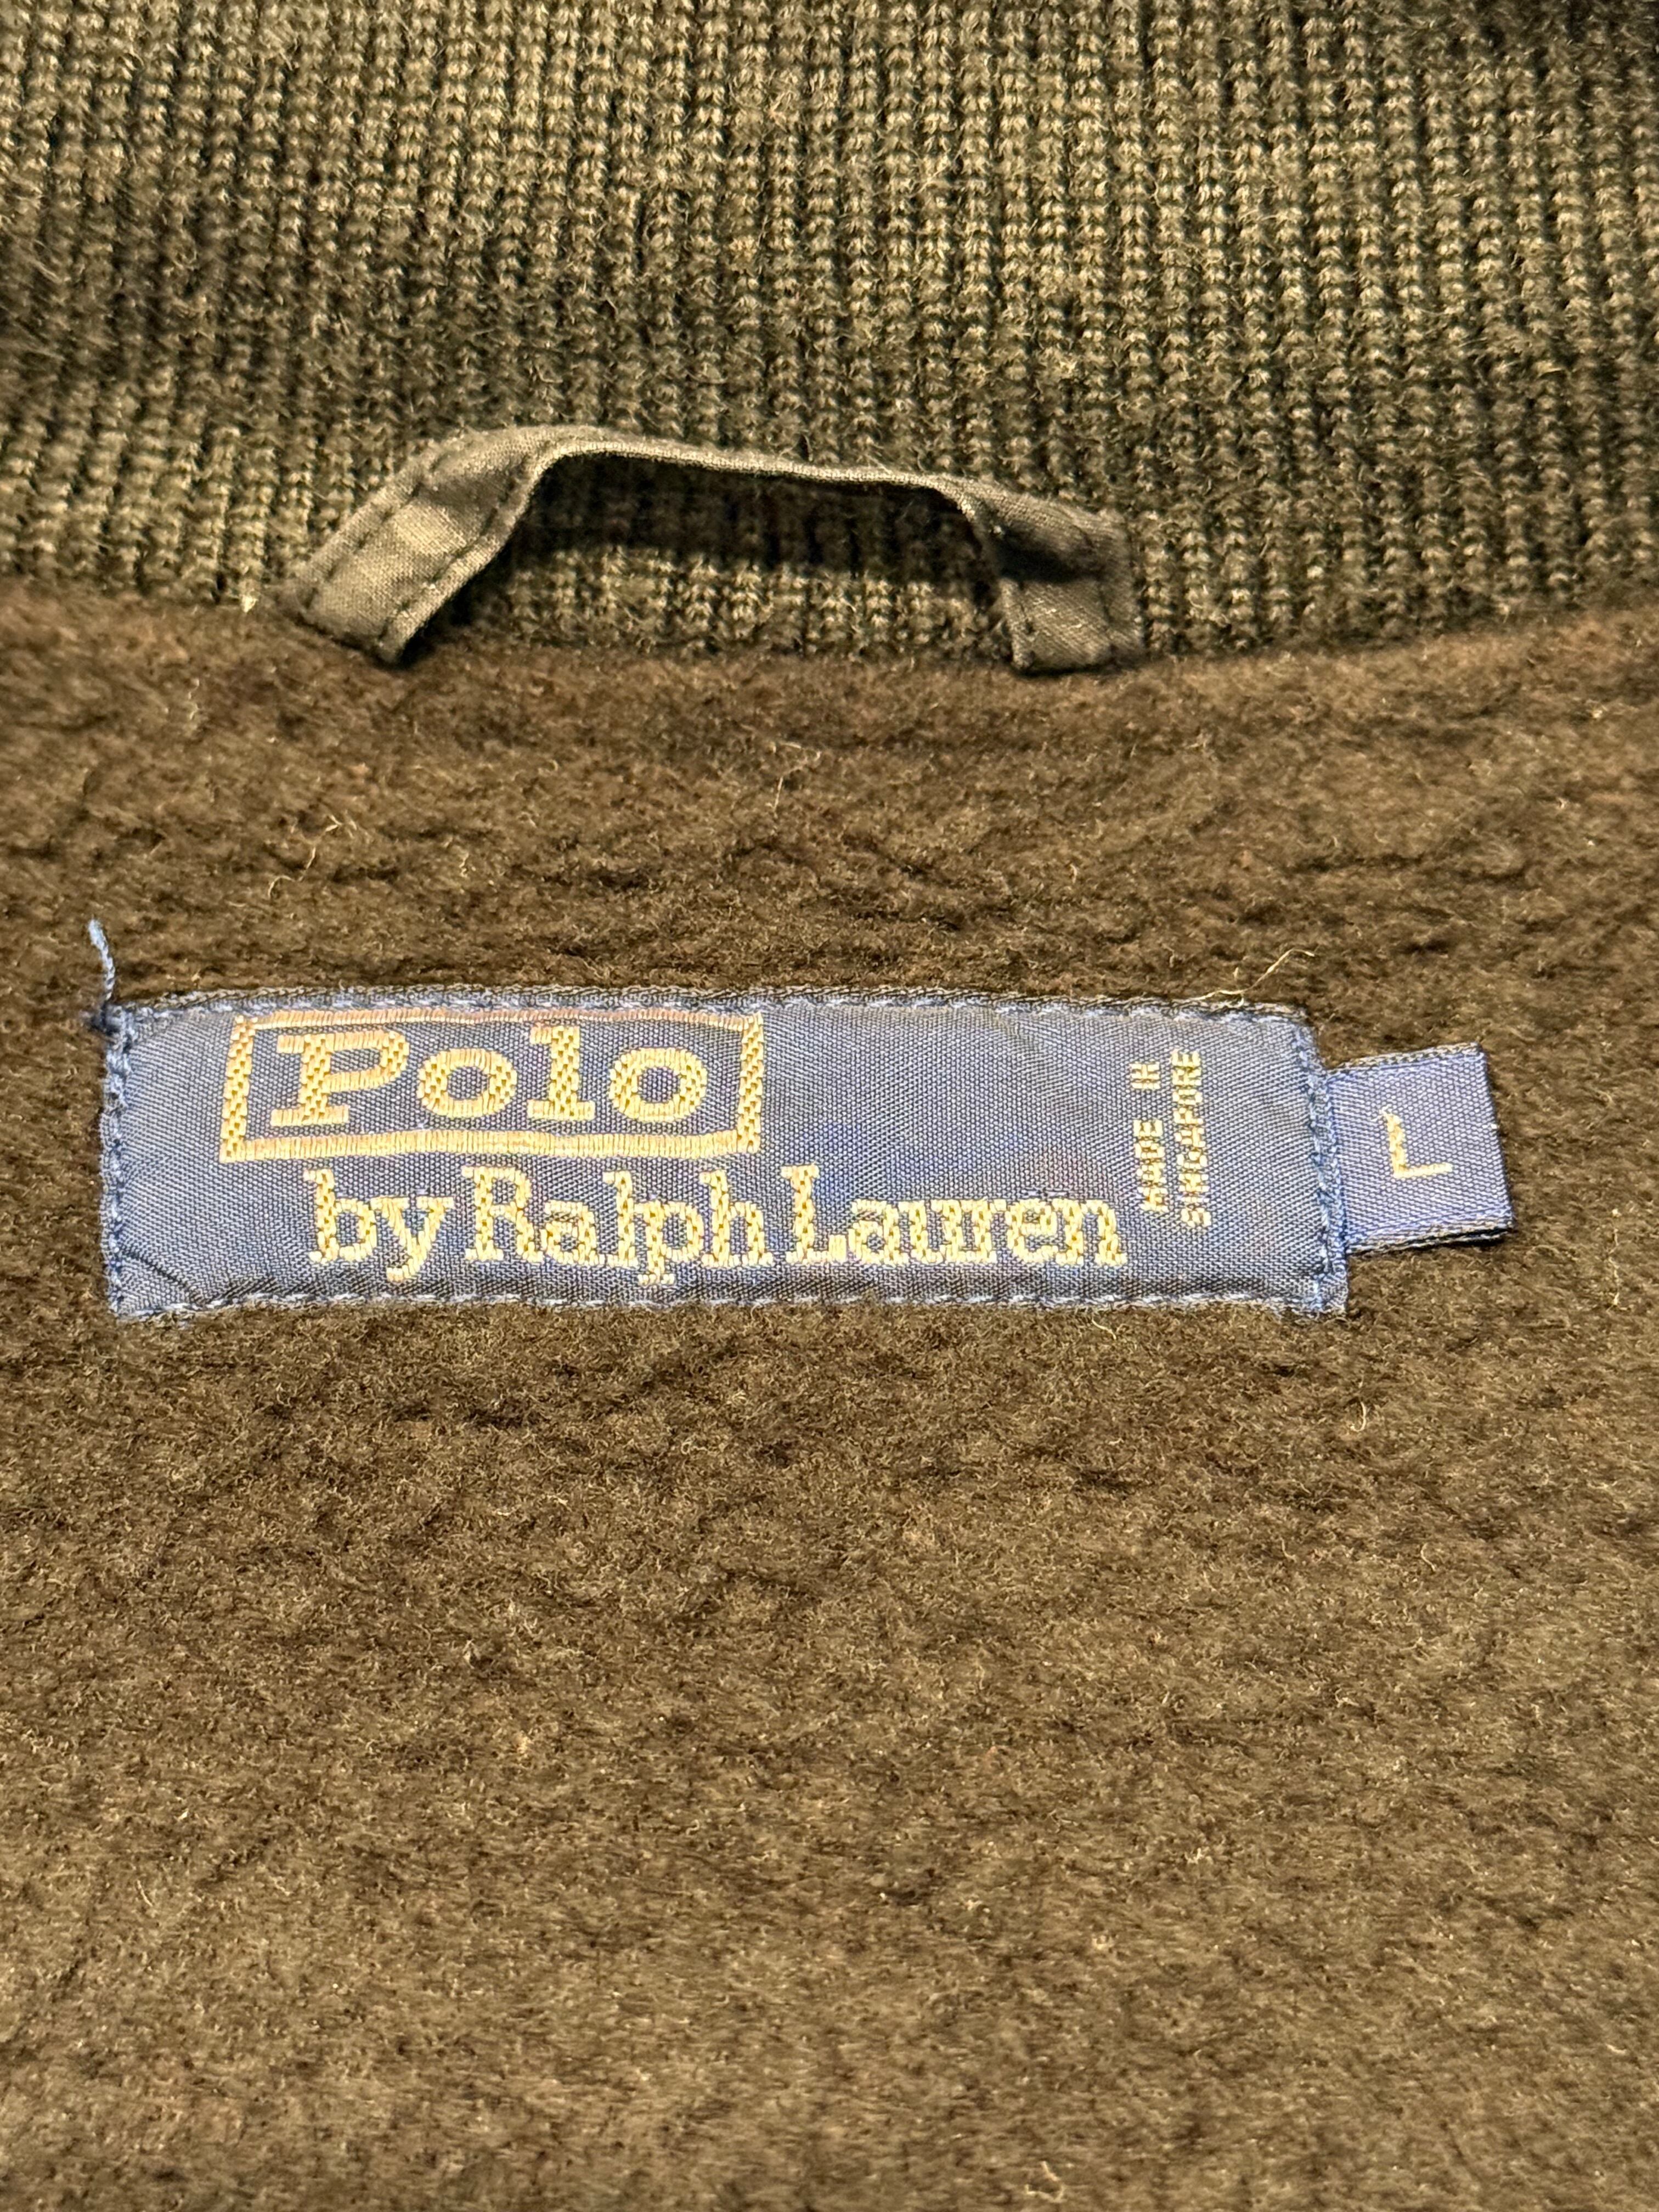 Polo
by Ralph Lauren
MADE IN
SINGAPORE
L